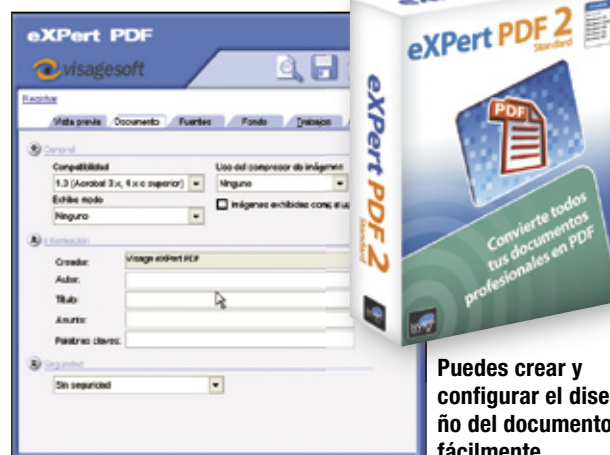 eXPert PDF
visagesoft
Registrar
Vista previa Documento Fuentes Fondo Trabajos
General
Compatibilidad Uso del compresor de imágenes
1.3 (Acrobat 3.x, 4.x o superior) Ninguno
Exhibe modo
Ninguno imágenes exhibidas como
Información
Creador: Visage eXPert PDF
Autor:
Título:
Asunto:
Palabras claves:
Seguridad
Sin seguridad
eXPert PDF 2
Standard
eXPert PDF 2
Standard
PDF
Convierte todos
tus documentos
profesionales en PDF
Puedes crear y
configurar el dise
ño del documento
fácilmente